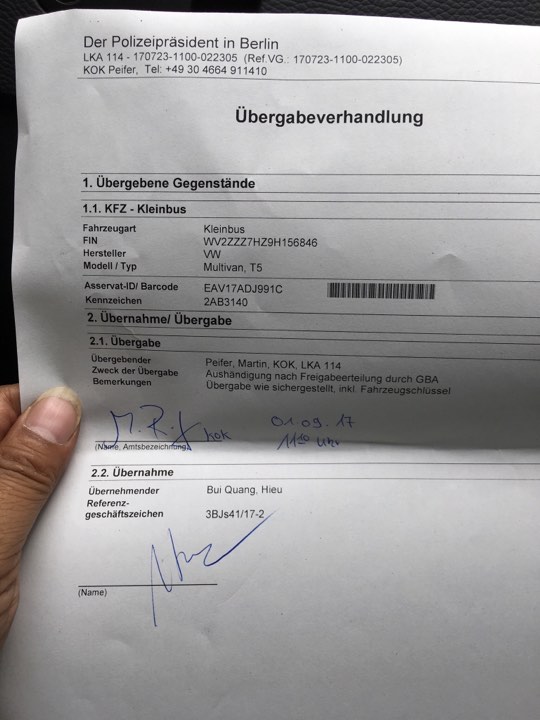 Der Polizeipräsident in Berlin
LKA 114 - 170723-1100-022305 (Ref.VG.: 170723-1100-022305)
KOK Peifer, Tel: +49 30 4664 911410
Übergabeverhandlung
1. Übergebene Gegenstände
1.1. KFZ - Kleinbus
Fahrzeugart Kleinbus
FIN WV2ZZZ7HZ9H156846
Hersteller VW
Modell / Typ Multivan, T5
Asservat-ID/ Barcode EAV17ADJ991C
Kennzeichen 2AB3140
2. Übernahme/ Übergabe
2.1. Übergabe
Übergebender Peifer, Martin, KOK, LKA 114
Zweck der Übergabe Aushändigung nach Freigabeerteilung durch GBA
Bemerkungen Übergabe wie sichergestellt, inkl. Fahrzeugschlüssel
KOK 01.09.17
11:10 Uhr
(Name, Amtsbezeichnung)
2.2. Übernahme
Übernehmender Bui Quang, Hieu
Referenz-
geschäftszeichen 3BJs41/17-2
(Name)